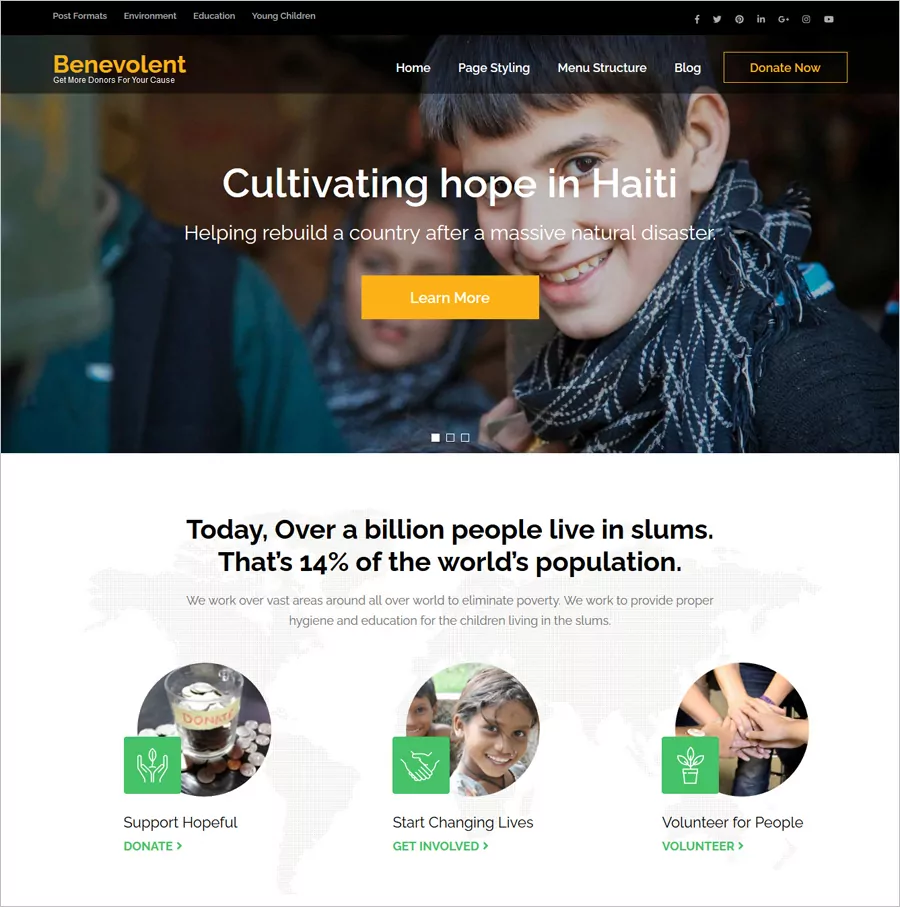 Post Formats Environment Education Young Children
Benevolent
Get More Donors For Your Cause
Home Page Styling Menu Structure Blog Donate Now
Cultivating hope in Haiti
Helping rebuild a country after a massive natural disaster.
Learn More
Today, Over a billion people live in slums.
That's 14% of the world's population.
We work over vast areas around all over world to eliminate poverty. We work to provide proper
hygiene and education for the children living in the slums.
DONATE
Support Hopeful
DONATE
Start Changing Lives
GET INVOLVED
Volunteer for People
VOLUNTEER